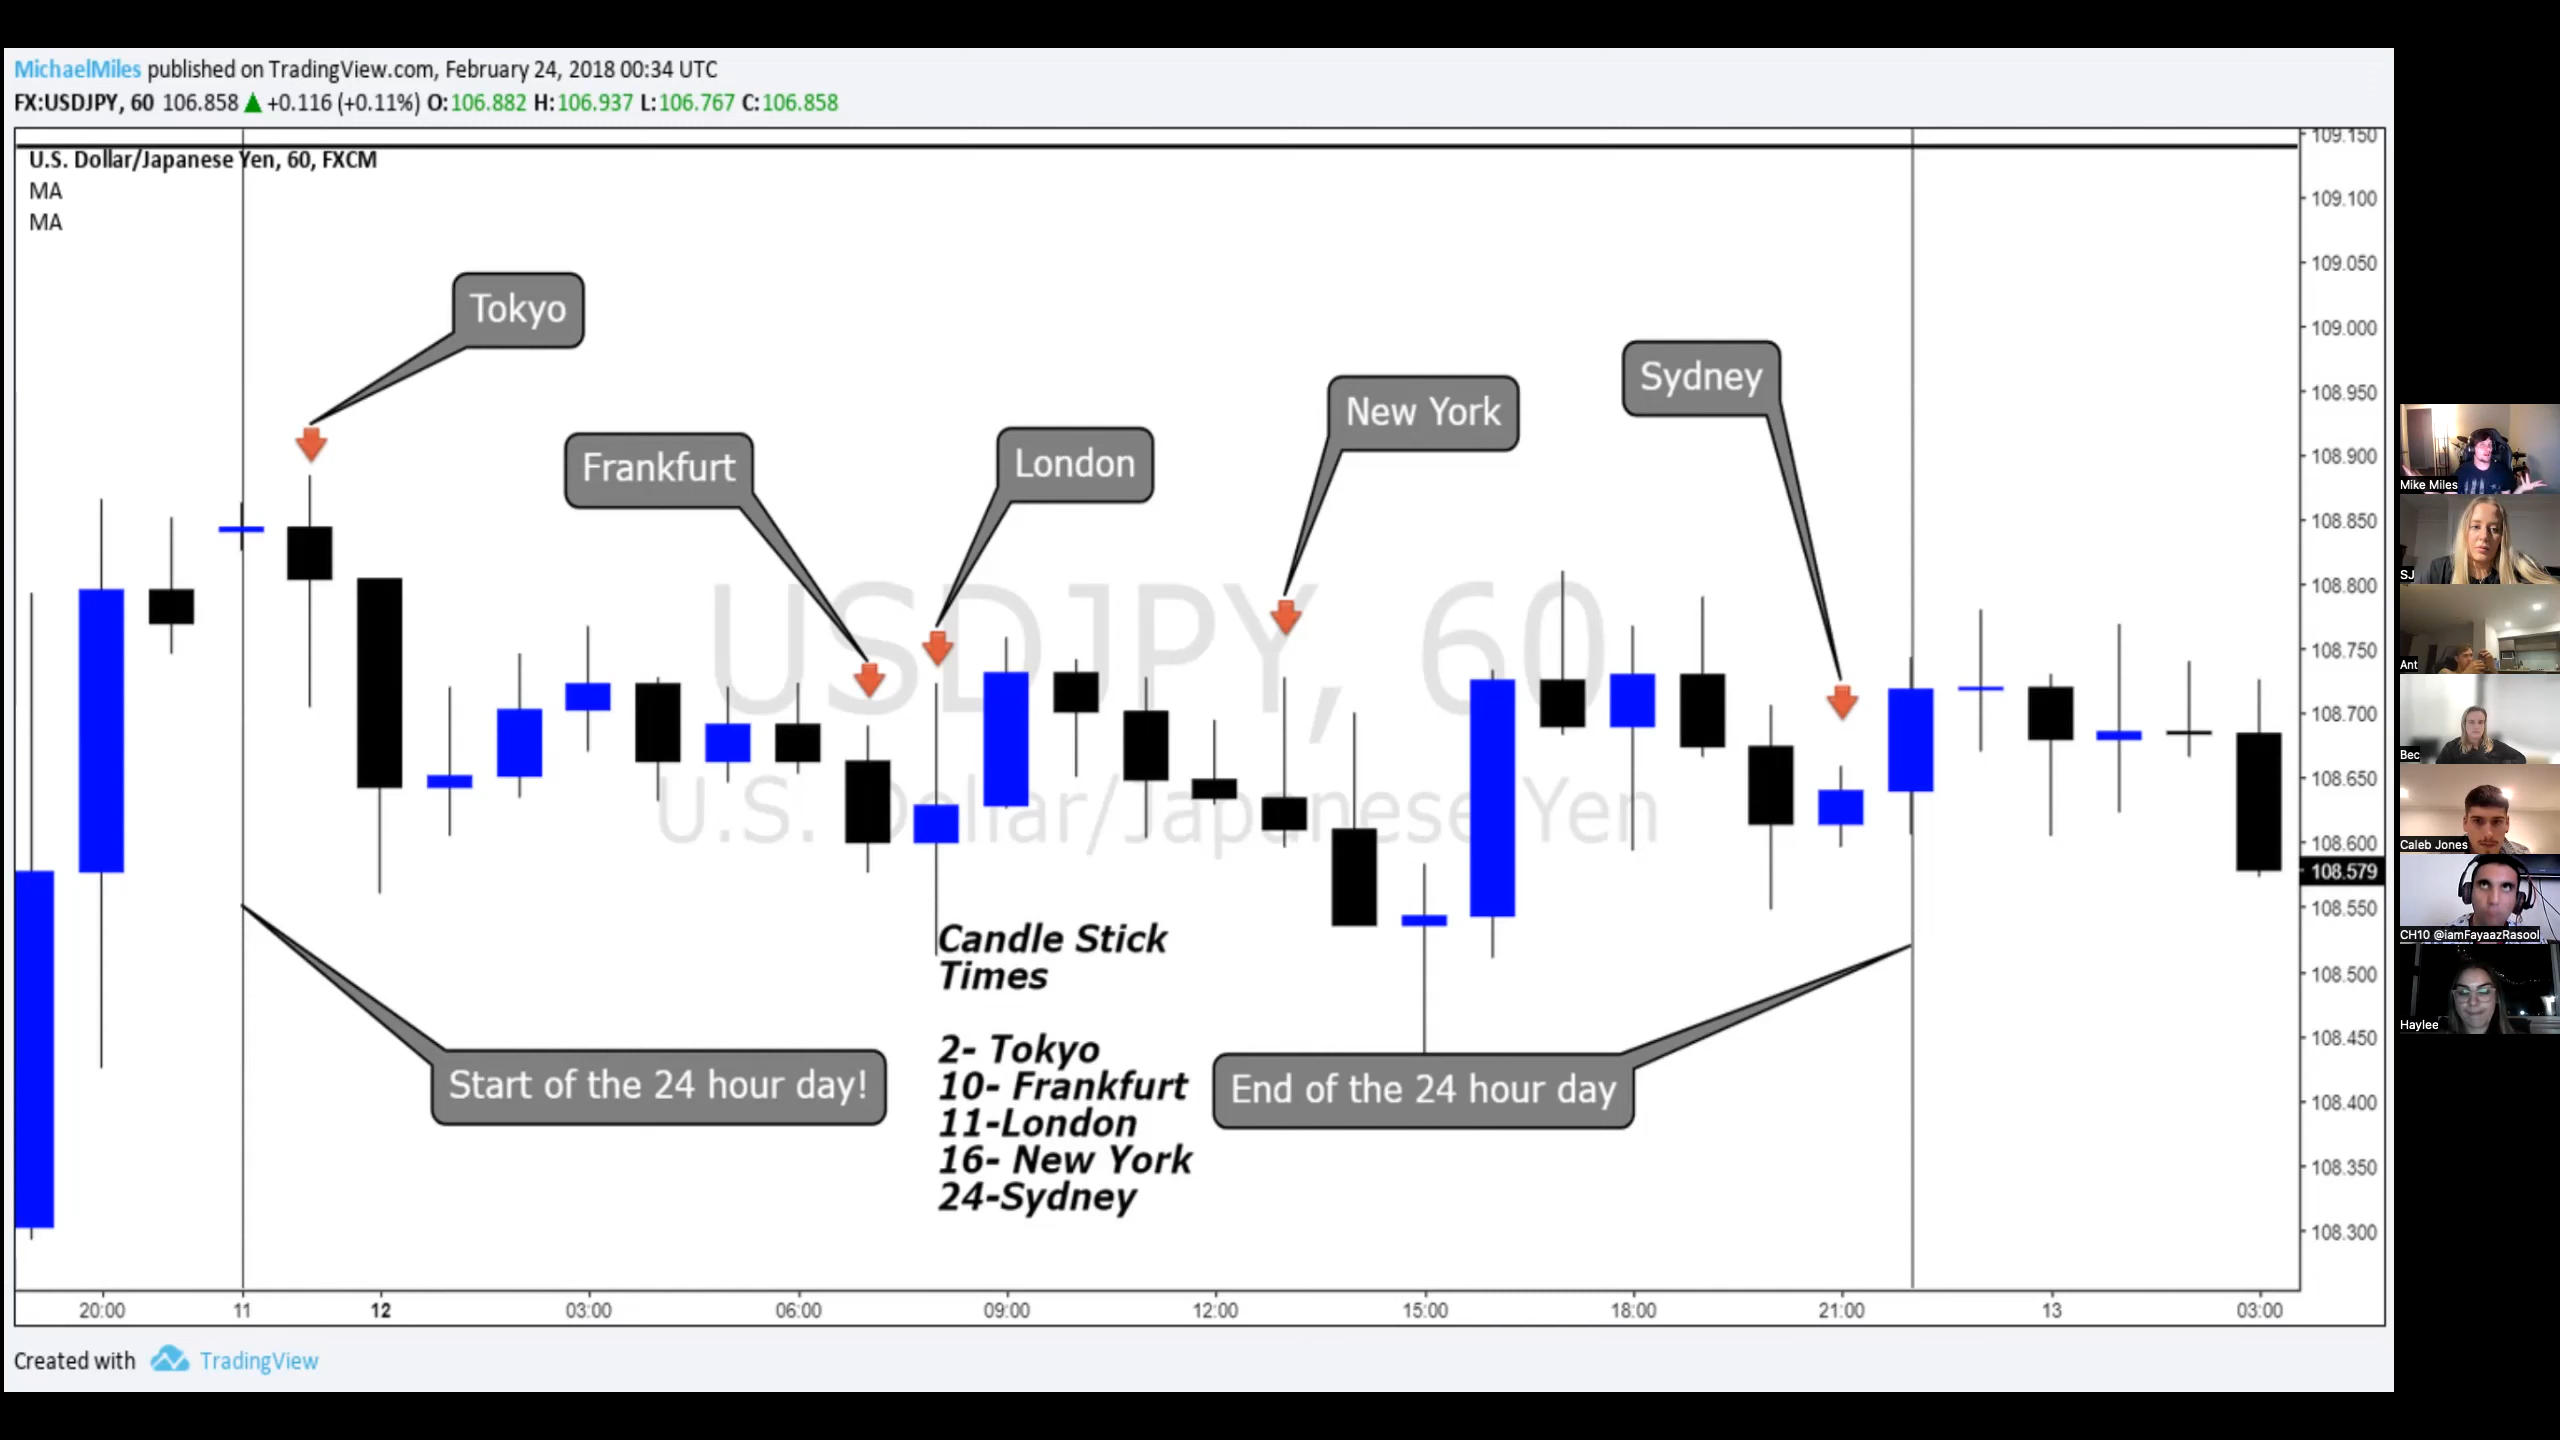 MichaelMiles published on TradingView.com, February 24, 2018 00:34 UTC
FX:USDJPY, 60 106.858 ▲ +0.116 (+0.11%) O:106.882 H:106.937 L:106.767 C:106.858
U.S. Dollar/Japanese Yen, 60, FXCM
MA
MA
USDJPY, 60
U.S. Dollar/Japanese Yen
Tokyo
Frankfurt
London
New York
Sydney
Start of the 24 hour day!
End of the 24 hour day
Candle Stick
Times
2- Tokyo
10- Frankfurt
11-London
16- New York
24-Sydney
109.150
109.100
109.050
109.000
108.950
108.900
108.850
108.800
108.750
108.700
108.650
108.600
108.579
108.550
108.500
108.450
108.400
108.350
108.300
20:00 11 12 03:00 06:00 09:00 12:00 15:00 18:00 21:00 13 03:00
Created with TradingView
Mike Miles
SJ
Ant
Bec
Caleb Jones
CH10 @iamFayaazRasool
Haylee